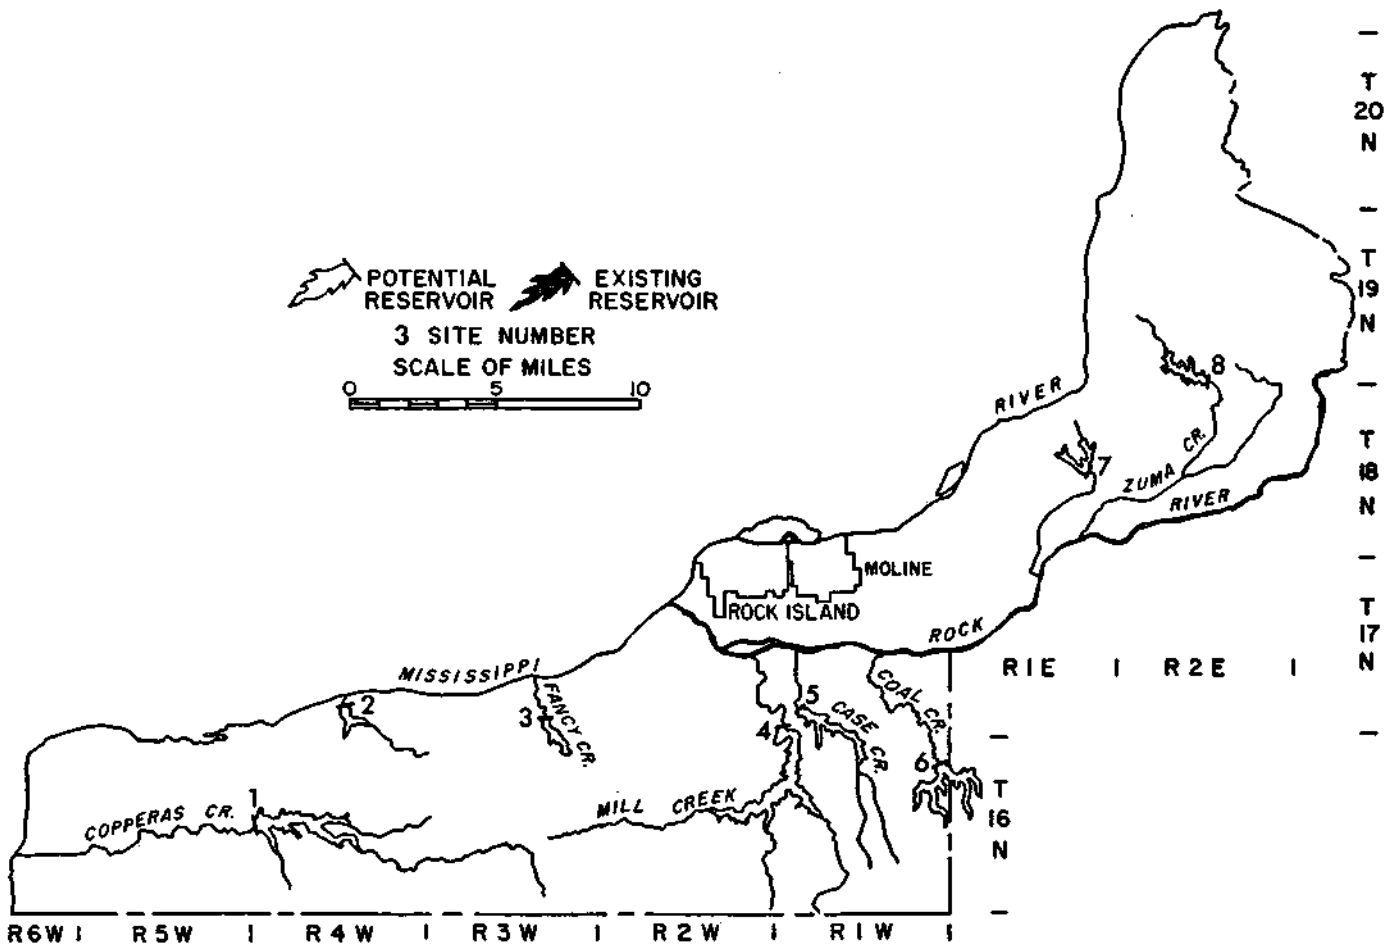 T
20
N
POTENTIAL
RESERVOIR
EXISTING
RESERVOIR
3 SITE NUMBER
SCALE OF MILES
0 5 10
T
19
N
8
RIVER
T
18
N
7
ZUMA CR.
RIVER
MOLINE
ROCK ISLAND
ROCK
T
17
N
R1E R2E
MISSISSIPPI
FANCY CR.
COAL CR.
2
3
5
CASE CR.
4
6
1
COPPERAS CR.
MILL CREEK
T
16
N
R6W R5W R4W R3W R2W R1W